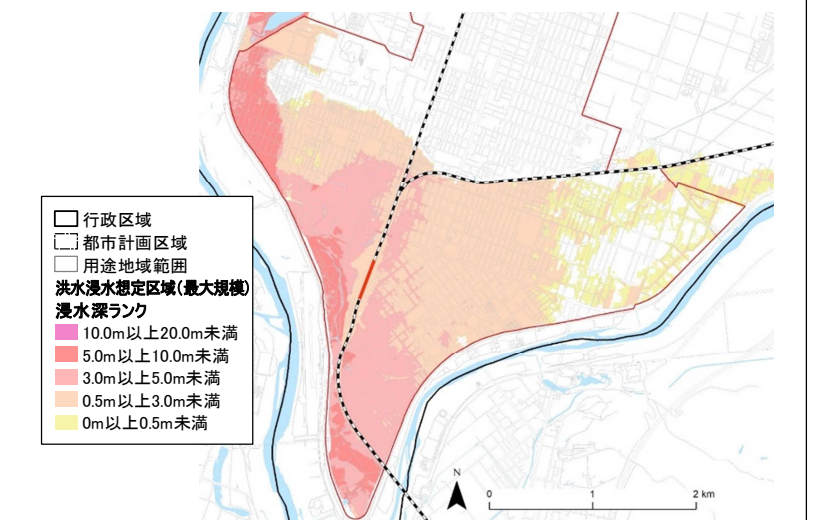 行政区域
都市計画区域
用途地域範囲
洪水浸水想定区域(最大規模)
浸水深ランク
10.0m以上20.0m未満
5.0m以上10.0m未満
3.0m以上5.0m未満
0.5m以上3.0m未満
0m以上0.5m未満
N
0 1 2 km